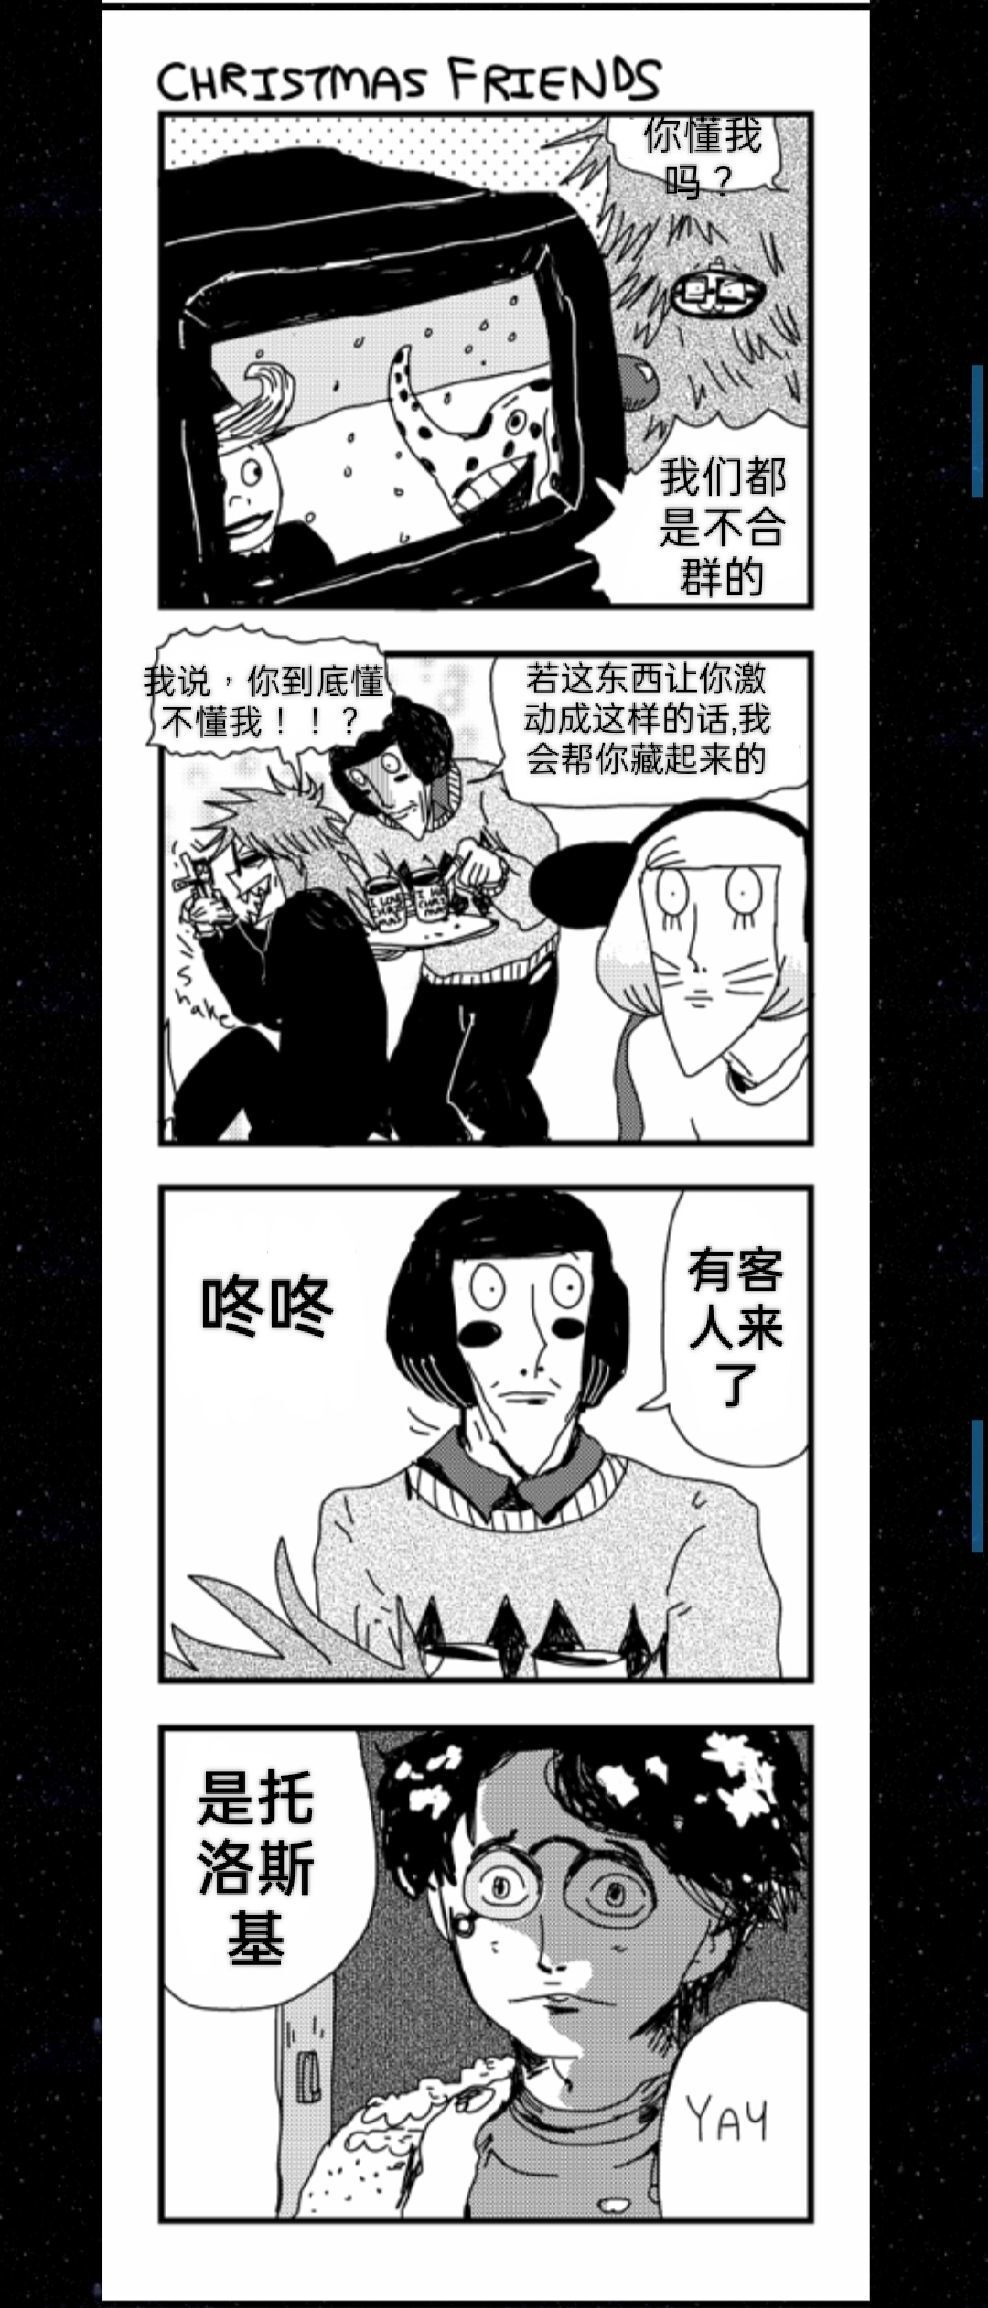 CHRISTMAS FRIENDS
你懂我
吗？
我们都
是不合
群的
我说，你到底懂
不懂我！！？
若这东西让你激
动成这样的话,我
会帮你藏起来的
I LOVE
CHRIST
MAS
shake
有客
人来
了
咚咚
是托
洛斯
基
YAY